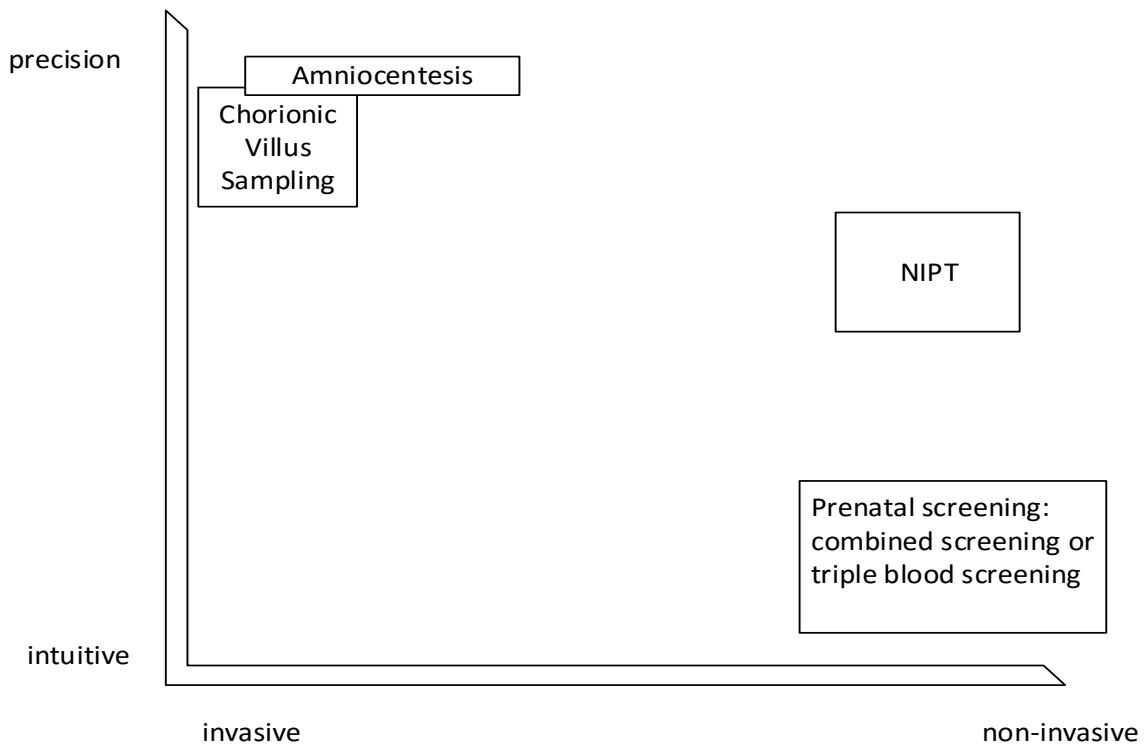 precision
Amniocentesis
Chorionic
Villus
Sampling
NIPT
Prenatal screening:
combined screening or
triple blood screening
intuitive
invasive
non-invasive